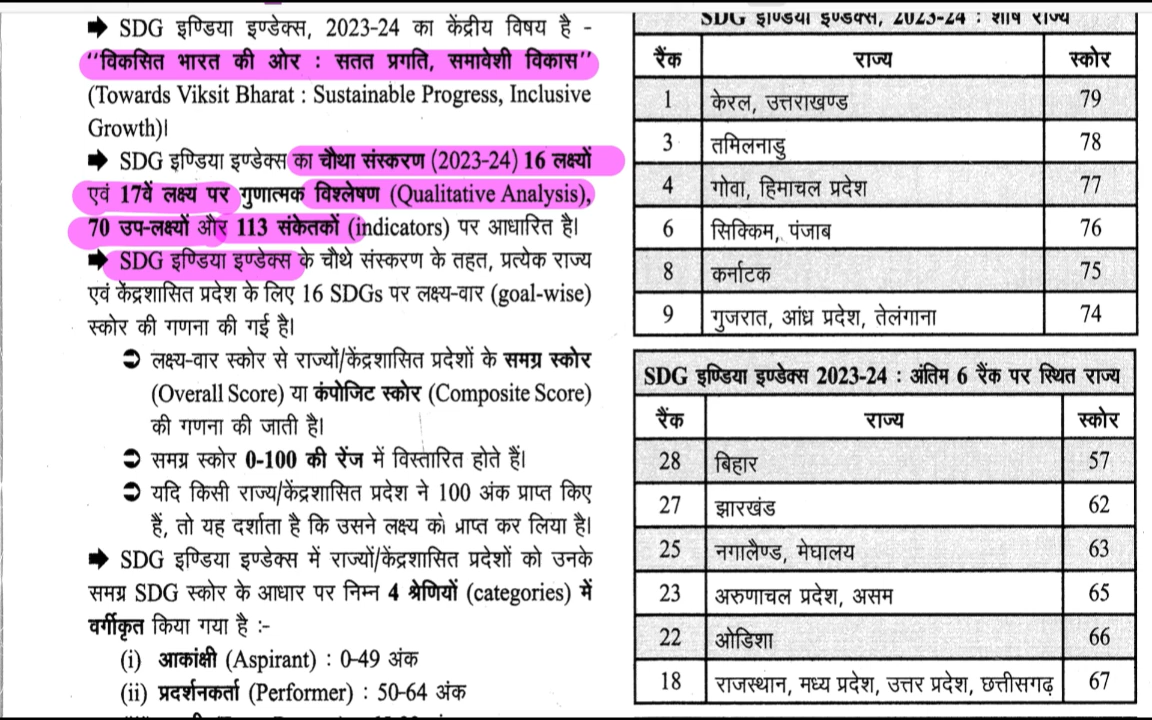 ➡ SDG इण्डिया इण्डेक्स, 2023-24 का केंद्रीय विषय है -
‘‘विकसित भारत की ओर : सतत प्रगति, समावेशी विकास’’
(Towards Viksit Bharat : Sustainable Progress, Inclusive
Growth)।
➡ SDG इण्डिया इण्डेक्स का चौथा संस्करण (2023-24) 16 लक्ष्यों
एवं 17वें लक्ष्य पर गुणात्मक विश्लेषण (Qualitative Analysis),
70 उप-लक्ष्यों और 113 संकेतकों (indicators) पर आधारित है।
➡ SDG इण्डिया इण्डेक्स के चौथे संस्करण के तहत, प्रत्येक राज्य
एवं केंद्रशासित प्रदेश के लिए 16 SDGs पर लक्ष्य-वार (goal-wise)
स्कोर की गणना की गई है।
➲ लक्ष्य-वार स्कोर से राज्यों/केंद्रशासित प्रदेशों के समग्र स्कोर
(Overall Score) या कंपोजिट स्कोर (Composite Score)
की गणना की जाती है।
➲ समग्र स्कोर 0-100 की रेंज में विस्तारित होते हैं।
➲ यदि किसी राज्य/केंद्रशासित प्रदेश ने 100 अंक प्राप्त किए
हैं, तो यह दर्शाता है कि उसने लक्ष्य को प्राप्त कर लिया है।
➡ SDG इण्डिया इण्डेक्स में राज्यों/केंद्रशासित प्रदेशों को उनके
समग्र SDG स्कोर के आधार पर निम्न 4 श्रेणियों (categories) में
वर्गीकृत किया गया है :-
(i) आकांक्षी (Aspirant) : 0-49 अंक
(ii) प्रदर्शनकर्ता (Performer) : 50-64 अंक
SDG इण्डिया इण्डेक्स, 2023-24 : शीर्ष राज्य
रैंक राज्य स्कोर
1 केरल, उत्तराखण्ड 79
3 तमिलनाडु 78
4 गोवा, हिमाचल प्रदेश 77
6 सिक्किम, पंजाब 76
8 कर्नाटक 75
9 गुजरात, आंध्र प्रदेश, तेलंगाना 74
SDG इण्डिया इण्डेक्स 2023-24 : अंतिम 6 रैंक पर स्थित राज्य
रैंक राज्य स्कोर
28 बिहार 57
27 झारखंड 62
25 नगालैण्ड, मेघालय 63
23 अरुणाचल प्रदेश, असम 65
22 ओडिशा 66
18 राजस्थान, मध्य प्रदेश, उत्तर प्रदेश, छत्तीसगढ़ 67